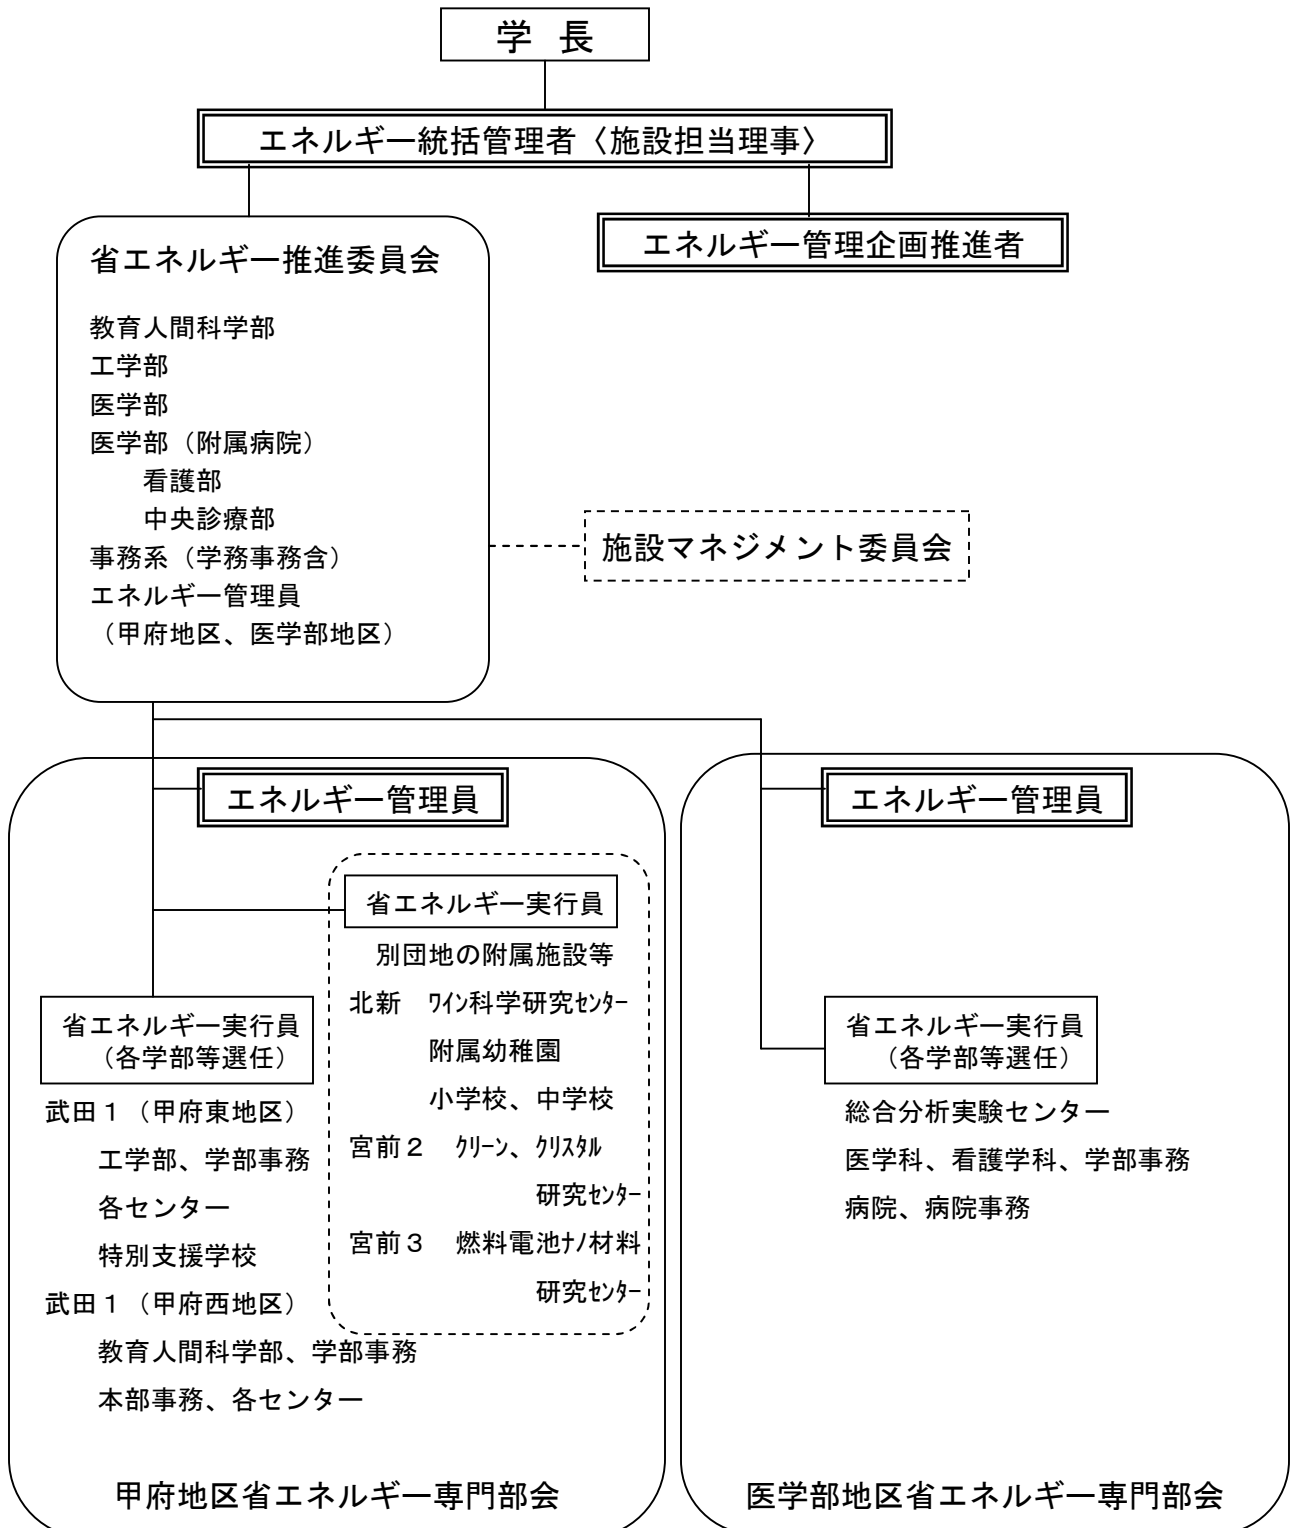 学 長
エネルギー統括管理者〈施設担当理事〉
エネルギー管理企画推進者
省エネルギー推進委員会
教育人間科学部
工学部
医学部
医学部（附属病院）
看護部
中央診療部
事務系（学務事務含）
エネルギー管理員
（甲府地区、医学部地区）
施設マネジメント委員会
エネルギー管理員
省エネルギー実行員
別団地の附属施設等
北新　ﾜｲﾝ科学研究ｾﾝﾀｰ
附属幼稚園
小学校、中学校
宮前２　ｸﾘｰﾝ、ｸﾘｽﾀﾙ
研究ｾﾝﾀｰ
宮前３　燃料電池ﾅﾉ材料
研究ｾﾝﾀｰ
省エネルギー実行員
（各学部等選任）
武田１（甲府東地区）
工学部、学部事務
各センター
特別支援学校
武田１（甲府西地区）
教育人間科学部、学部事務
本部事務、各センター
甲府地区省エネルギー専門部会
エネルギー管理員
省エネルギー実行員
（各学部等選任）
総合分析実験センター
医学科、看護学科、学部事務
病院、病院事務
医学部地区省エネルギー専門部会